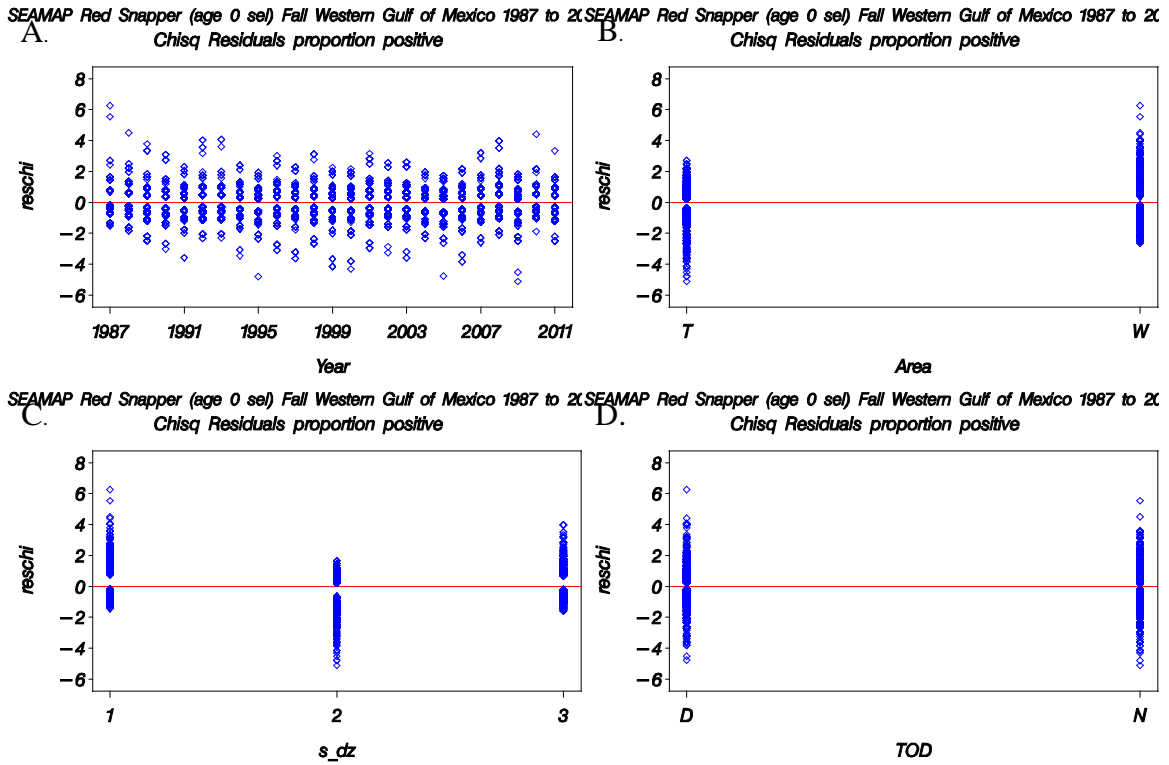 SEAMAP Red Snapper (age 0 sel) Fall Western Gulf of Mexico 1987 to
A.
Chisq Residuals proportion positive
8
6
4
2
0
−2
−4
−6
reschi
1987 1991 1995 1999 2003 2007 2011
Year
SEAMAP Red Snapper (age 0 sel) Fall Western Gulf of Mexico 1987 to 20
B.
Chisq Residuals proportion positive
8
6
4
2
0
−2
−4
−6
reschi
T W
Area
SEAMAP Red Snapper (age 0 sel) Fall Western Gulf of Mexico 1987 to
C.
Chisq Residuals proportion positive
8
6
4
2
0
−2
−4
−6
reschi
1 2 3
s_dz
SEAMAP Red Snapper (age 0 sel) Fall Western Gulf of Mexico 1987 to 20
D.
Chisq Residuals proportion positive
8
6
4
2
0
−2
−4
−6
reschi
D N
TOD